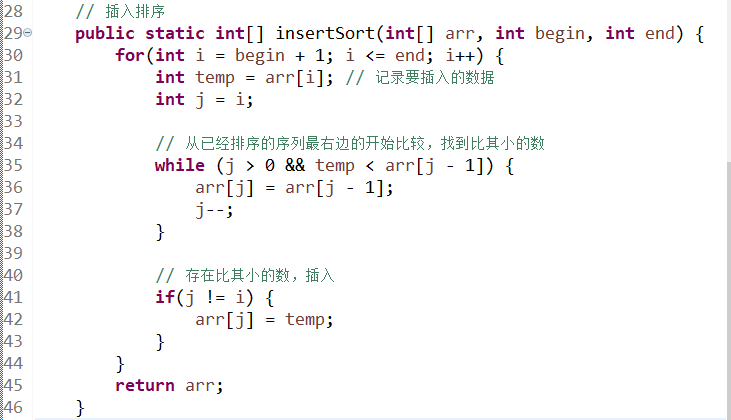 28 // 插入排序
29 public static int[] insertSort(int[] arr, int begin, int end) {
30 for(int i = begin + 1; i <= end; i++) {
31 int temp = arr[i]; // 记录要插入的数据
32 int j = i;
33
34 // 从已经排序的序列最右边的开始比较，找到比其小的数
35 while (j > 0 && temp < arr[j - 1]) {
36 arr[j] = arr[j - 1];
37 j--;
38 }
39
40 // 存在比其小的数，插入
41 if(j != i) {
42 arr[j] = temp;
43 }
44 }
45 return arr;
46 }